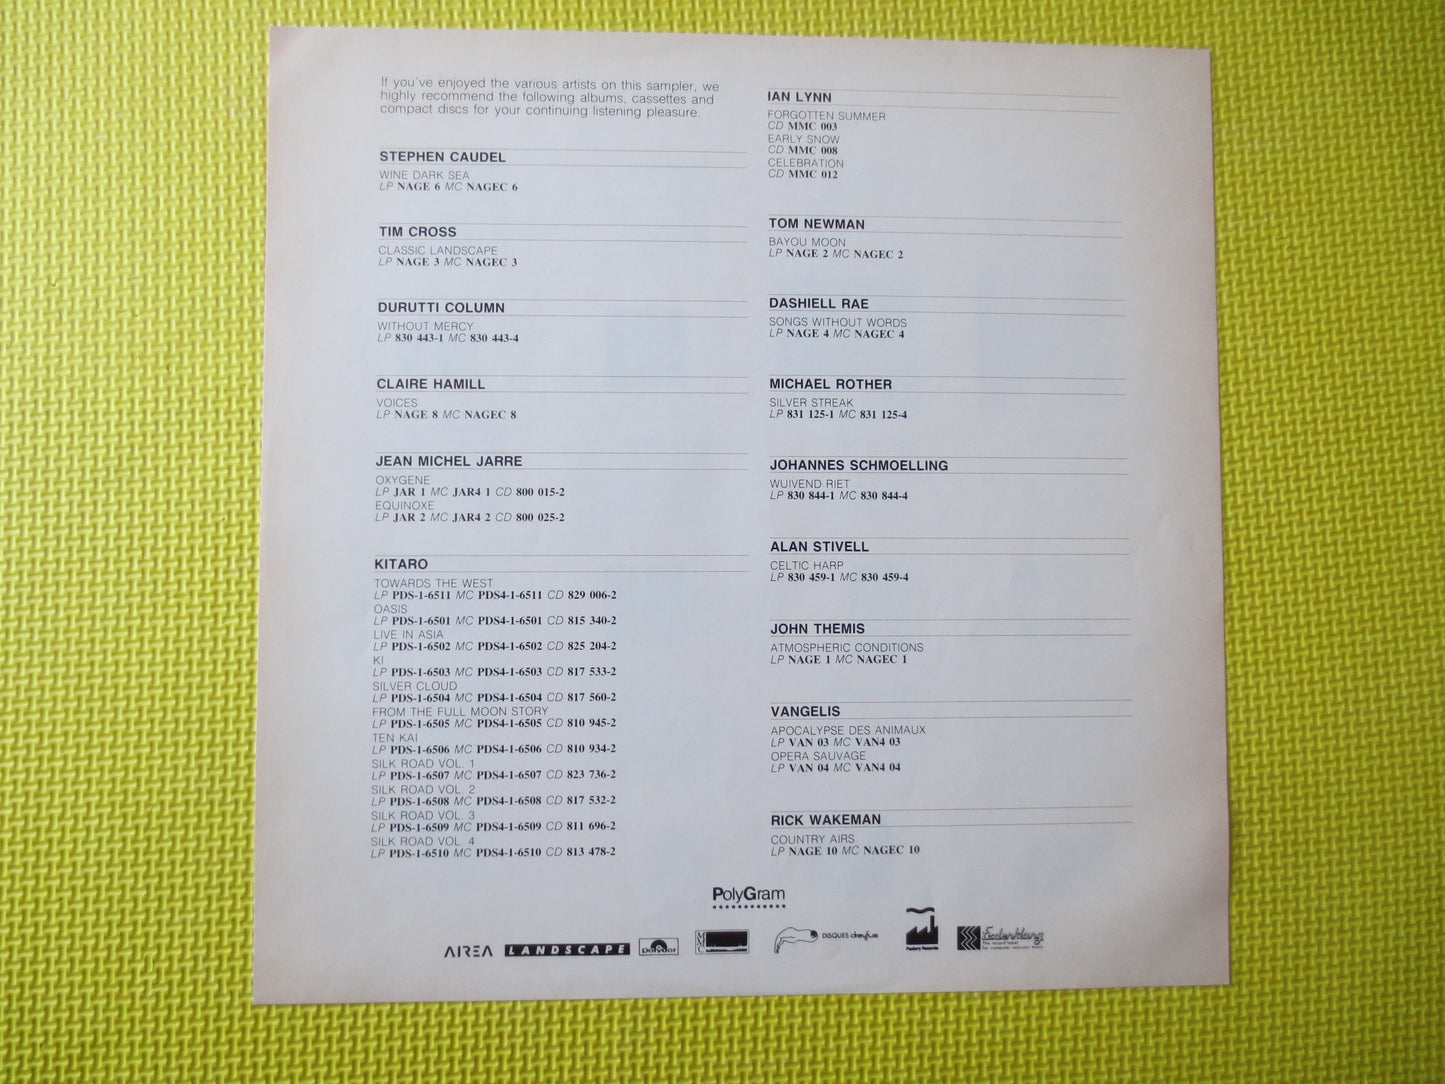 If you've enjoyed the various artists on this sampler, we
highly recommend the following albums, cassettes and
compact discs for your continuing listening pleasure.
STEPHEN CAUDEL
WINE DARK SEA
LP NAGE 6 MC NAGEC 6
TIM CROSS
CLASSIC LANDSCAPE
LP NAGE 3 MC NAGEC 3
DURUTTI COLUMN
WITHOUT MERCY
LP 830 443-1 MC 830 443-4
CLAIRE HAMILL
VOICES
LP NAGE 8 MC NAGEC 8
JEAN MICHEL JARRE
OXYGENE
LP JAR 1 MC JAR4 1 CD 800 015-2
EQUINOXE
LP JAR 2 MC JAR4 2 CD 800 025-2
KITARO
TOWARDS THE WEST
LP PDS-1-6511 MC PDS4-1-6511 CD 829 006-2
OASIS
LP PDS-1-6501 MC PDS4-1-6501 CD 815 340-2
LIVE IN ASIA
LP PDS-1-6502 MC PDS4-1-6502 CD 825 204-2
KI
LP PDS-1-6503 MC PDS4-1-6503 CD 817 533-2
SILVER CLOUD
LP PDS-1-6504 MC PDS4-1-6504 CD 817 560-2
FROM THE FULL MOON STORY
LP PDS-1-6505 MC PDS4-1-6505 CD 810 945-2
TEN KAI
LP PDS-1-6506 MC PDS4-1-6506 CD 810 934-2
SILK ROAD VOL. 1
LP PDS-1-6507 MC PDS4-1-6507 CD 823 736-2
SILK ROAD VOL. 2
LP PDS-1-6508 MC PDS4-1-6508 CD 817 532-2
SILK ROAD VOL. 3
LP PDS-1-6509 MC PDS4-1-6509 CD 811 696-2
SILK ROAD VOL. 4
LP PDS-1-6510 MC PDS4-1-6510 CD 813 478-2
IAN LYNN
FORGOTTEN SUMMER
CD MMC 003
EARLY SNOW
CD MMC 008
CELEBRATION
CD MMC 012
TOM NEWMAN
BAYOU MOON
LP NAGE 2 MC NAGEC 2
DASHIELL RAE
SONGS WITHOUT WORDS
LP NAGE 4 MC NAGEC 4
MICHAEL ROTHER
SILVER STREAK
LP 831 125-1 MC 831 125-4
JOHANNES SCHMOELLING
WUIVEND RIET
LP 830 844-1 MC 830 844-4
ALAN STIVELL
CELTIC HARP
LP 830 459-1 MC 830 459-4
JOHN THEMIS
ATMOSPHERIC CONDITIONS
LP NAGE 1 MC NAGEC 1
VANGELIS
APOCALYPSE DES ANIMAUX
LP VAN 03 MC VAN4 03
OPERA SAUVAGE
LP VAN 04 MC VAN4 04
RICK WAKEMAN
COUNTRY AIRS
LP NAGE 10 MC NAGEC 10
PolyGram
AIREA LANDSCAPE Polydor MMC DISQUES dreyfus
Factory Records
The record label
for computer acoustic music